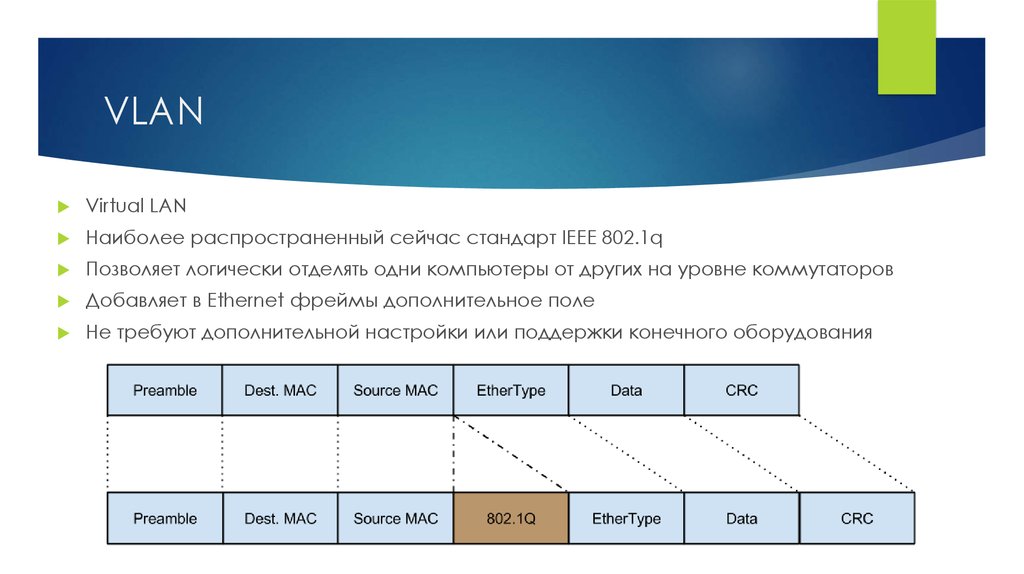 VLAN
Virtual LAN
Наиболее распространенный сейчас стандарт IEEE 802.1q
Позволяет логически отделять одни компьютеры от других на уровне коммутаторов
Добавляет в Ethernet фреймы дополнительное поле
Не требуют дополнительной настройки или поддержки конечного оборудования
Preamble Dest. MAC Source MAC EtherType Data CRC
Preamble Dest. MAC Source MAC 802.1Q EtherType Data CRC